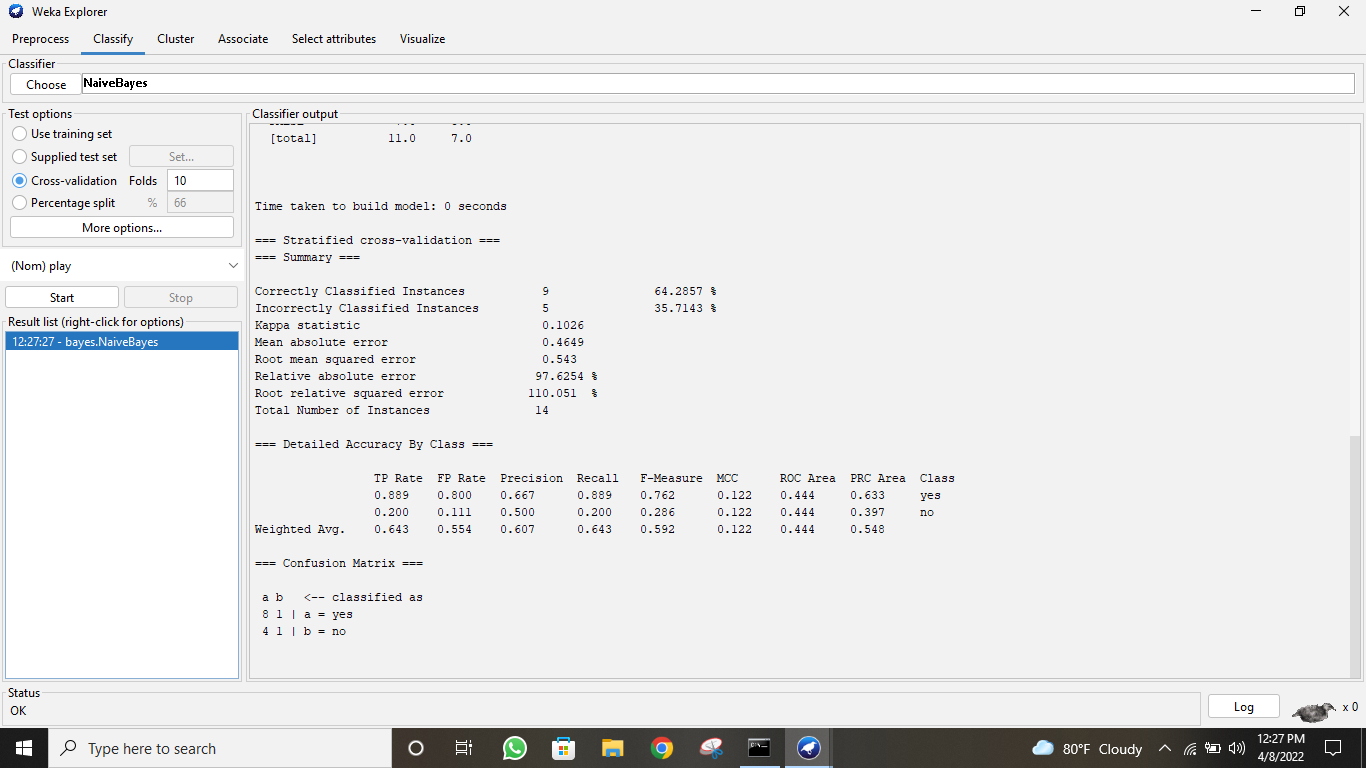 Weka Explorer
Preprocess Classify Cluster Associate Select attributes Visualize
Classifier
Choose NaiveBayes
Test options
Use training set
Supplied test set Set...
Cross-validation Folds 10
Percentage split % 66
More options...
(Nom) play
Start Stop
Result list (right-click for options)
12:27:27 - bayes.NaiveBayes
Classifier output
[total] 11.0 7.0
Time taken to build model: 0 seconds
=== Stratified cross-validation ===
=== Summary ===
Correctly Classified Instances 9 64.2857 %
Incorrectly Classified Instances 5 35.7143 %
Kappa statistic 0.1026
Mean absolute error 0.4649
Root mean squared error 0.543
Relative absolute error 97.6254 %
Root relative squared error 110.051 %
Total Number of Instances 14
=== Detailed Accuracy By Class ===
TP Rate FP Rate Precision Recall F-Measure MCC ROC Area PRC Area Class
0.889 0.800 0.667 0.889 0.762 0.122 0.444 0.633 yes
0.200 0.111 0.500 0.200 0.286 0.122 0.444 0.397 no
Weighted Avg. 0.643 0.554 0.607 0.643 0.592 0.122 0.444 0.548
=== Confusion Matrix ===
a b <-- classified as
8 1 | a = yes
4 1 | b = no
Status
OK
Log
x 0
Type here to search
80°F Cloudy
12:27 PM
4/8/2022